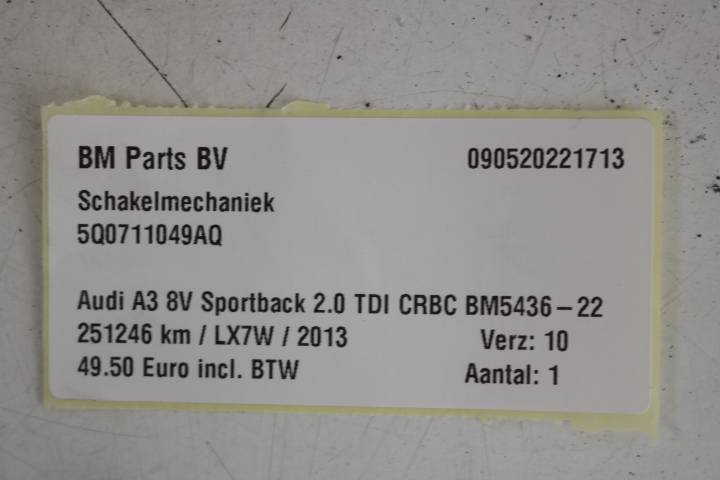 BM Parts BV 090520221713
Schakelmechaniek
5Q0711049AQ
Audi A3 8V Sportback 2.0 TDI CRBC BM5436-22
251246 km / LX7W / 2013 Verz: 10
49.50 Euro incl. BTW Aantal: 1